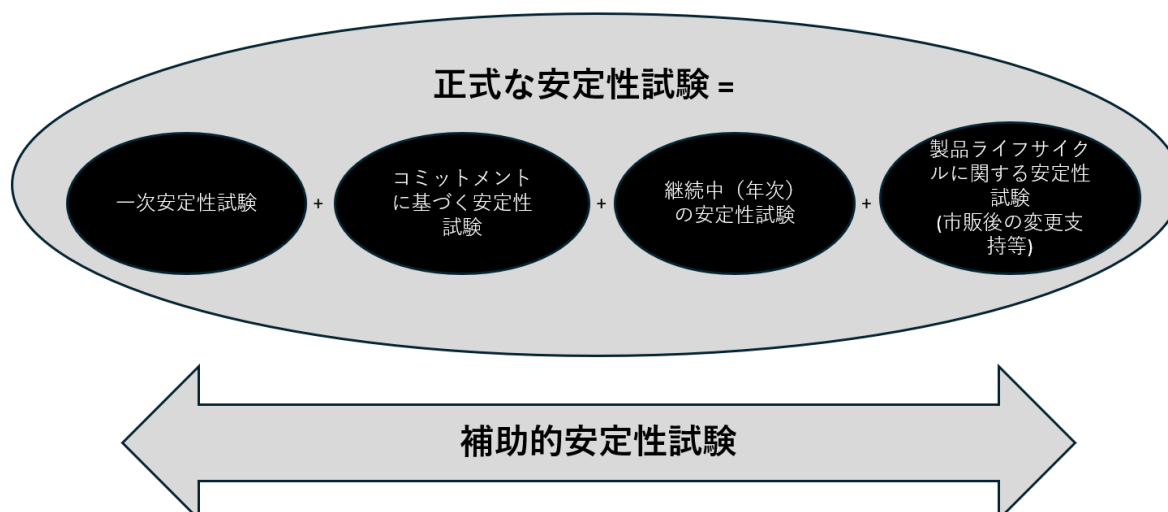 正式な安定性試験 =
一次安定性試験
+
コミットメント
に基づく安定性
試験
+
継続中（年次）
の安定性試験
+
製品ライフサイク
ルに関する安定性
試験
(市販後の変更支
持等)
補助的安定性試験